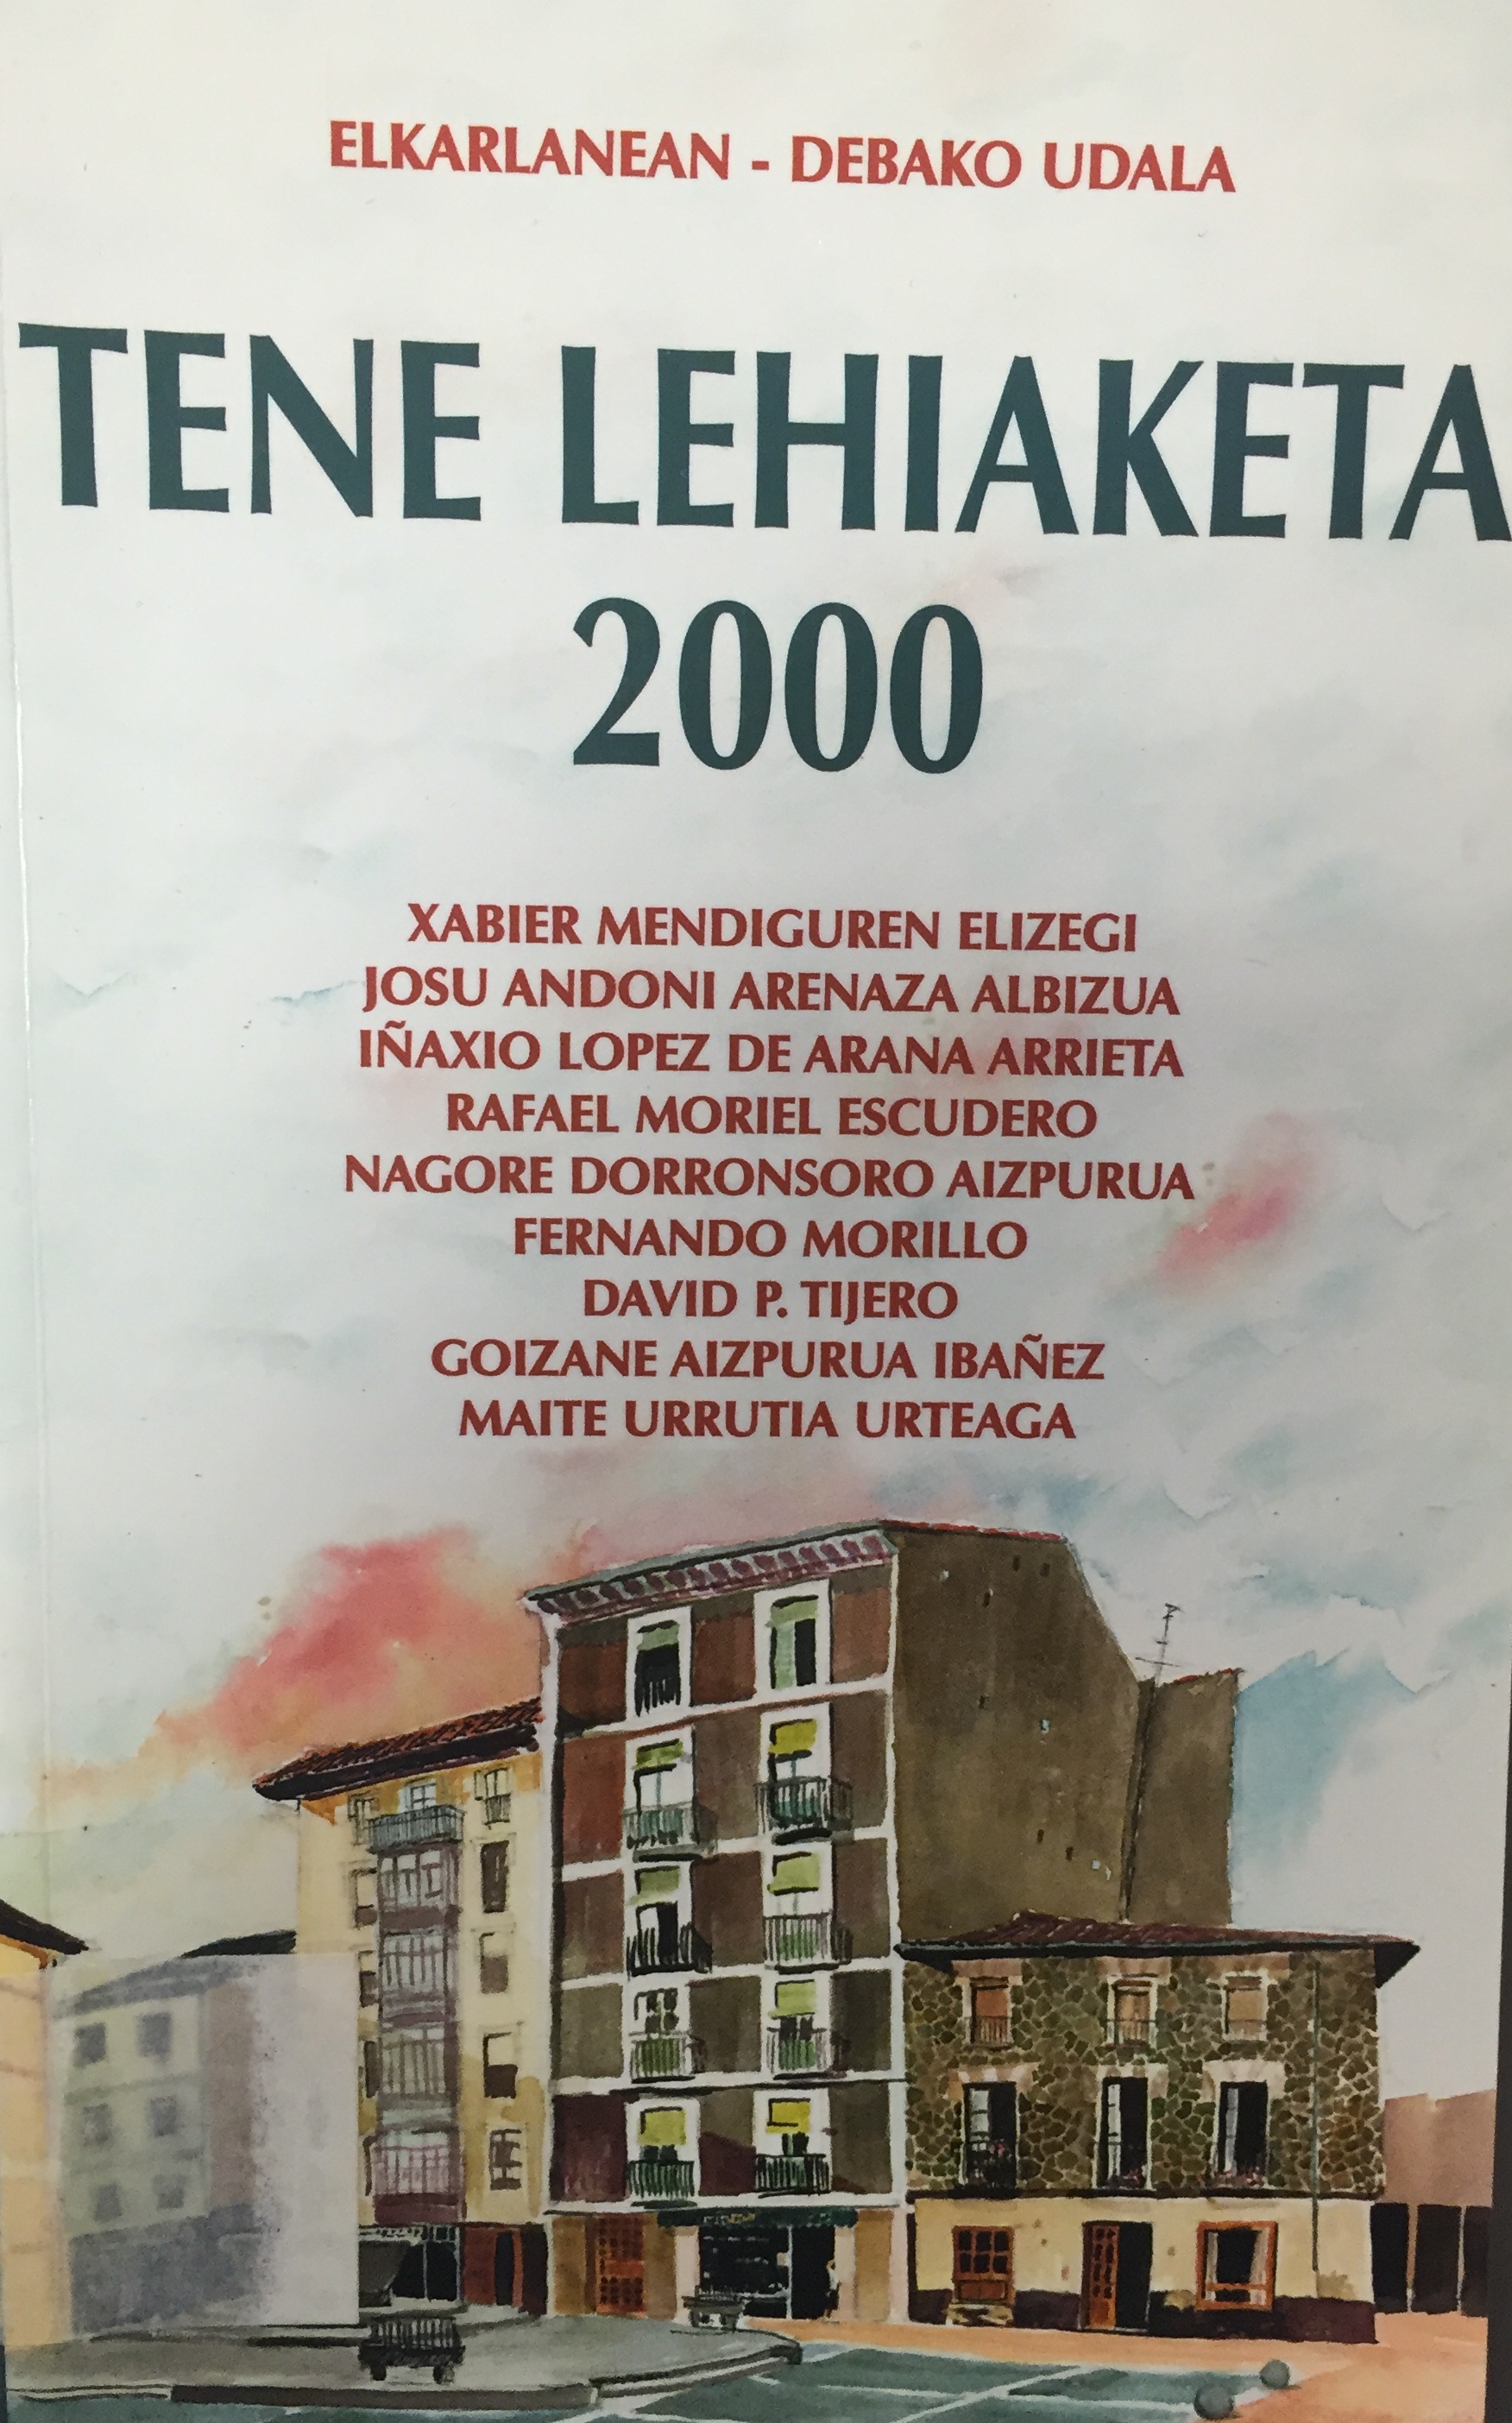 ELKARLANEAN - DEBAKO UDALA
TENE LEHIAKETA
2000
XABIER MENDIGUREN ELIZEGI
JOSU ANDONI ARENAZA ALBIZUA
IÑAXIO LOPEZ DE ARANA ARRIETA
RAFAEL MORIEL ESCUDERO
NAGORE DORRONSORO AIZPURUA
FERNANDO MORILLO
DAVID P. TIJERO
GOIZANE AIZPURUA IBAÑEZ
MAITE URRUTIA URTEAGA